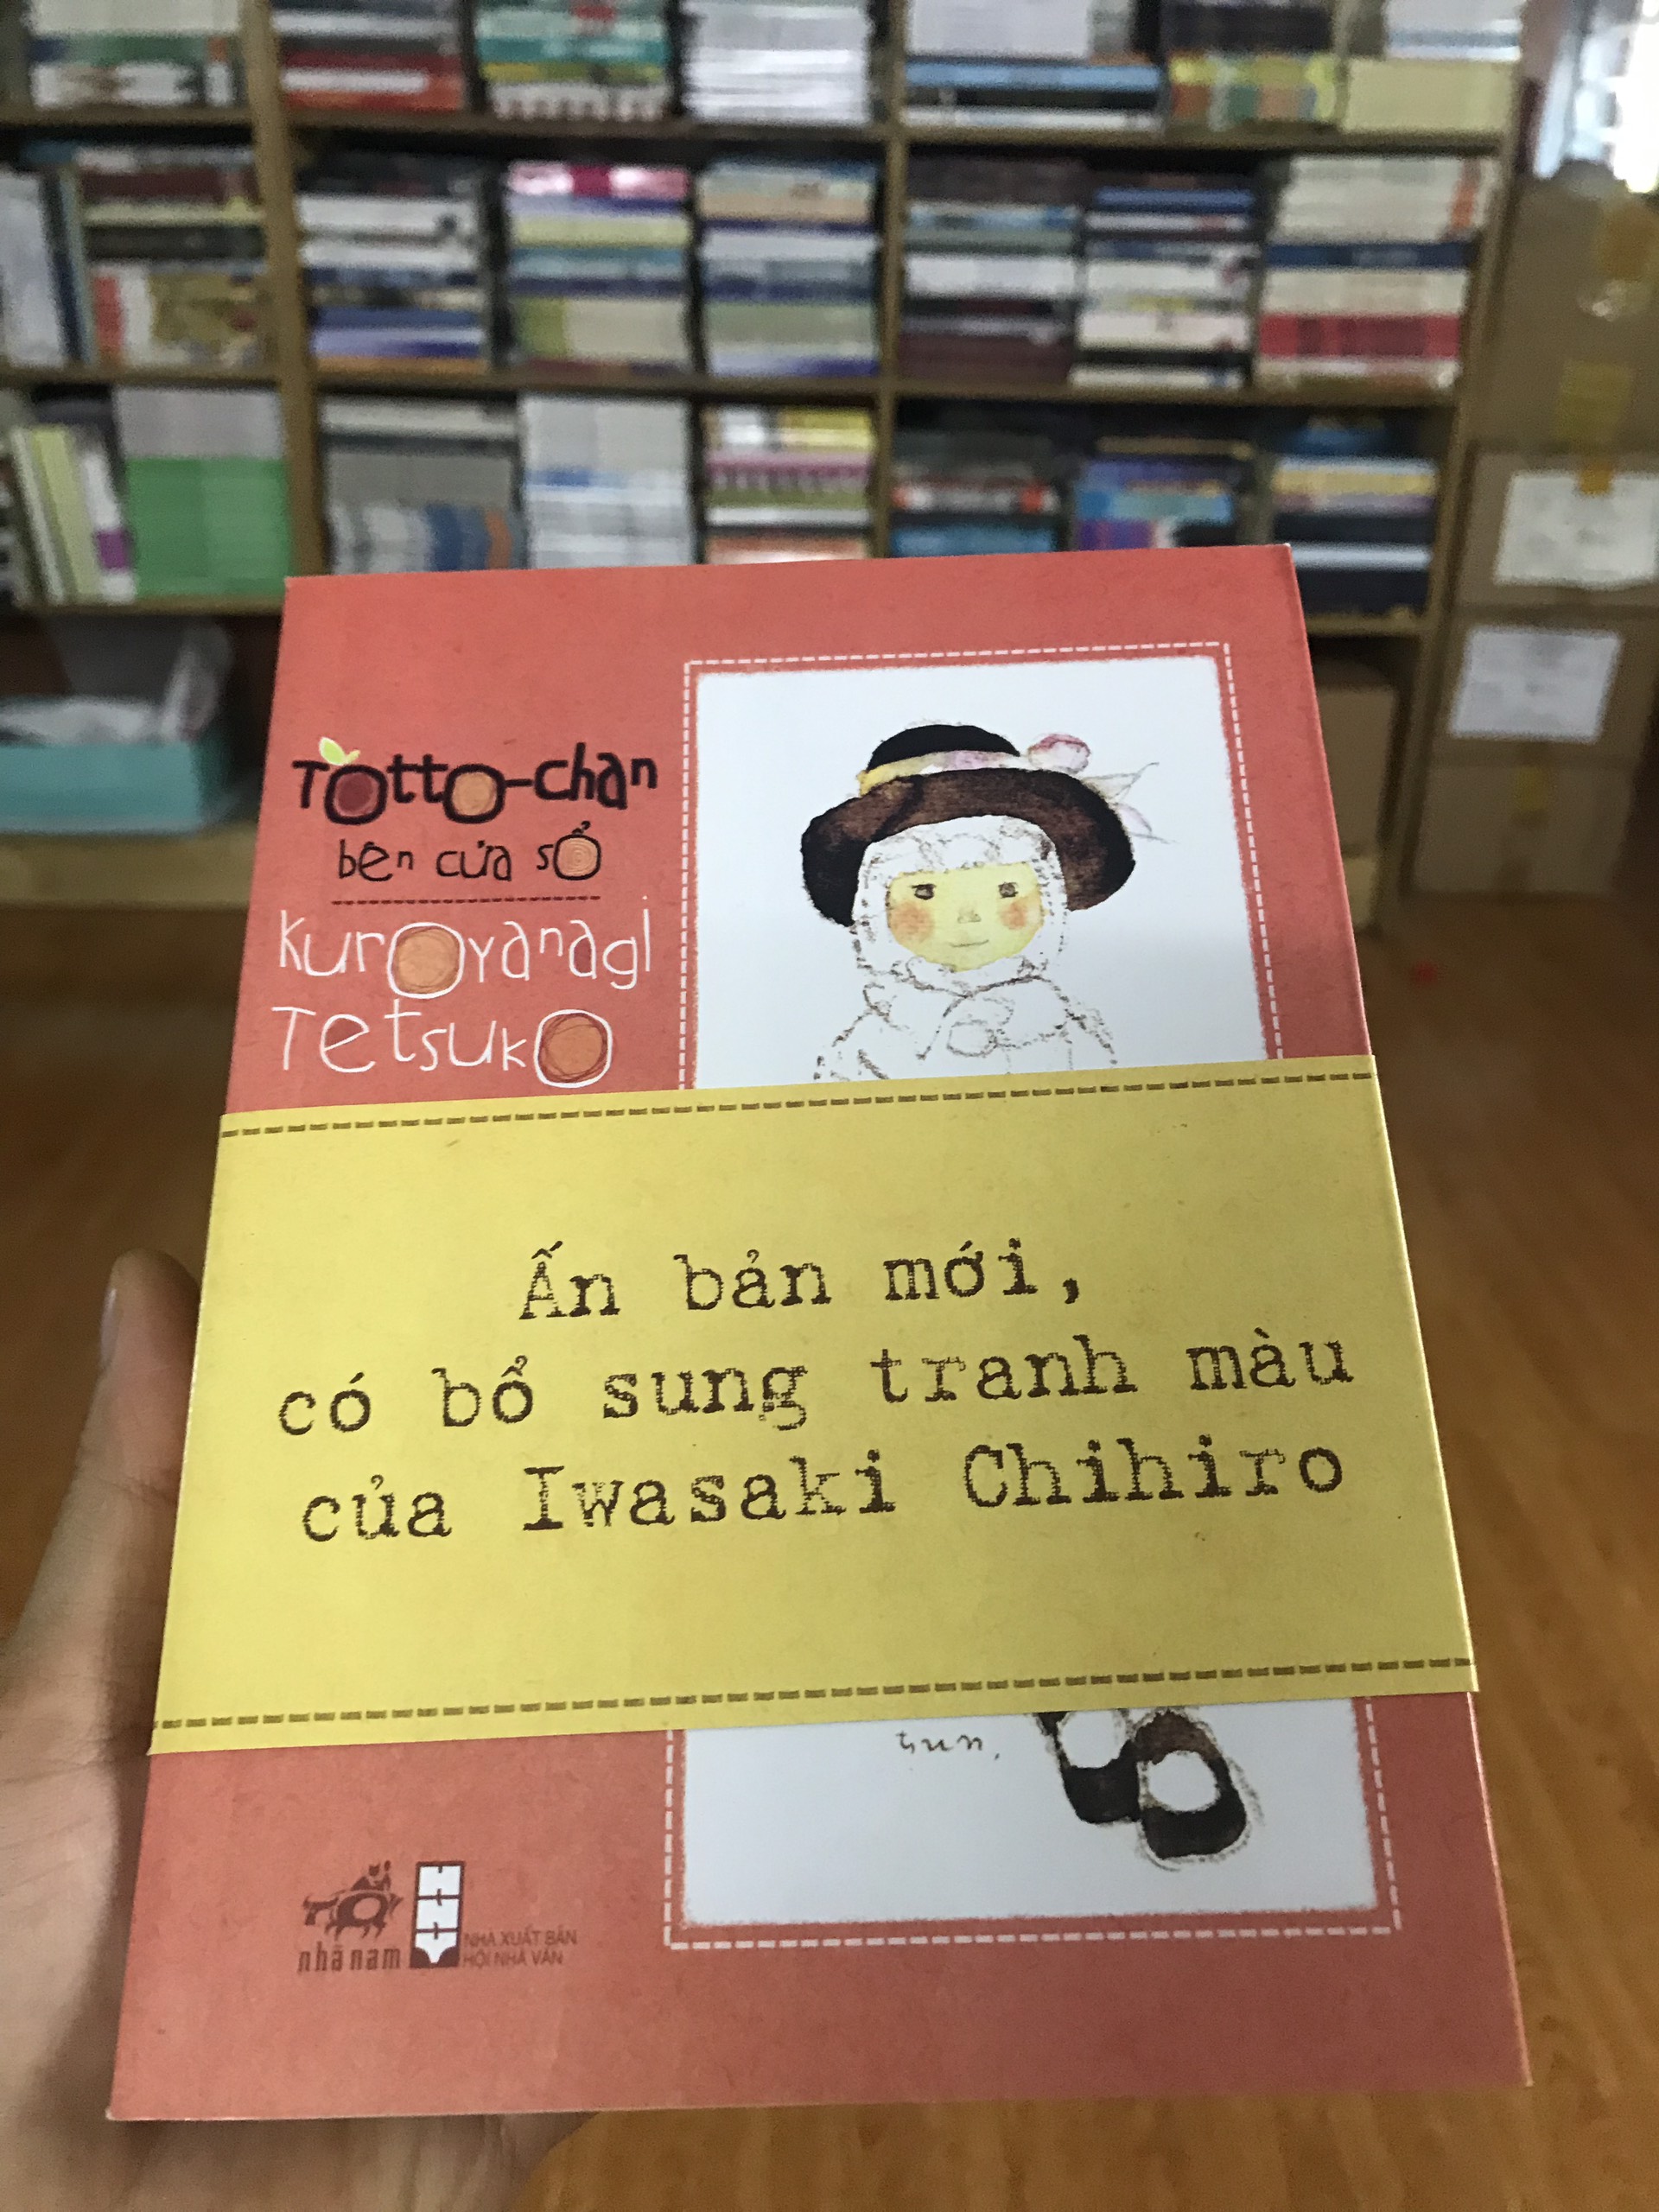 Totto-chan
bên cửa sổ
Kuroyanagi
Tetsuko
Ấn bản mới,
có bổ sung tranh màu
của Iwasaki Chihiro
nhã nam
NHÀ XUẤT BẢN
HỘI NHÀ VĂN